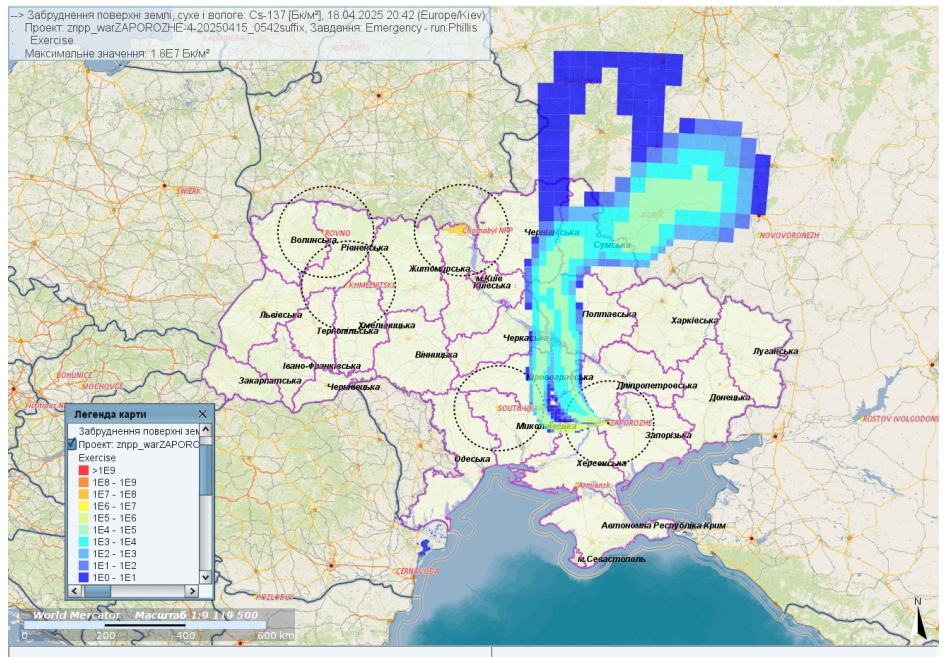 --> Забруднення поверхні землі, сухе і вологе; Cs-137 [Бк/м²], 18.04.2025 20:42 (Europe/Kiev)
Проект: znpp_warZAPOROZHE-4-20250415_0542suffix, Завдання: Emergency - run:Phillis
Exercise
Максимальне значення: 1.8E7 Бк/м²
SWIERK
ROVNO
Волинська
Рівненська
Chornobyl NPP
Чернігівська
Сумська
KURSK
NOVOVORONEZH
Житомирська
м.Київ
Київська
KHMELNITSKI
Львівська
Тернопільська
Хмельницька
Полтавська
Харківська
Черкаська
Вінницька
Луганська
Івано-Франківська
Закарпатська
Чернівецька
Кіровоградська
Дніпропетровська
Донецька
BOHUNICE
MOCHOVCE
SOUTH-UKR
Миколаївська
ZAPOROZHE
Запорізька
ROSTOV (VOLGODONS
Одеська
Херсонська
Armiansk
Автономна Республіка Крим
м.Севастополь
CERNAVODA
KOZLODUI
Легенда карти
Забруднення поверхні зем
Проект: znpp_warZAPORC
Exercise
>1E9
1E8 - 1E9
1E7 - 1E8
1E6 - 1E7
1E5 - 1E6
1E4 - 1E5
1E3 - 1E4
1E2 - 1E3
1E1 - 1E2
1E0 - 1E1
World Mercator Масштаб 1:9 119 500
0 200 400 600 km
N